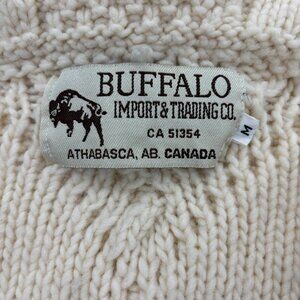 BUFFALO
IMPORT & TRADING CO.
CA 51354
ATHABASCA, AB. CANADA
M